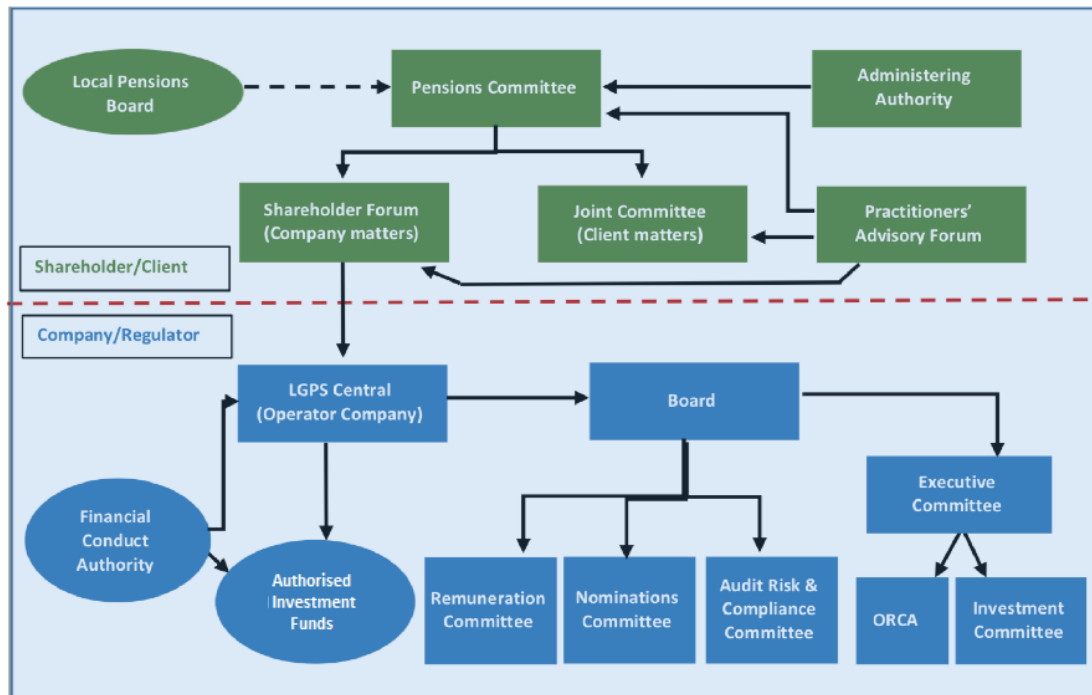 Local Pensions
Board
Pensions Committee
Administering
Authority
Shareholder Forum
(Company matters)
Joint Committee
(Client matters)
Practitioners’
Advisory Forum
Shareholder/Client
Company/Regulator
LGPS Central
(Operator Company)
Board
Executive
Committee
Financial
Conduct
Authority
Authorised
Investment
Funds
Remuneration
Committee
Nominations
Committee
Audit Risk &
Compliance
Committee
ORCA
Investment
Committee